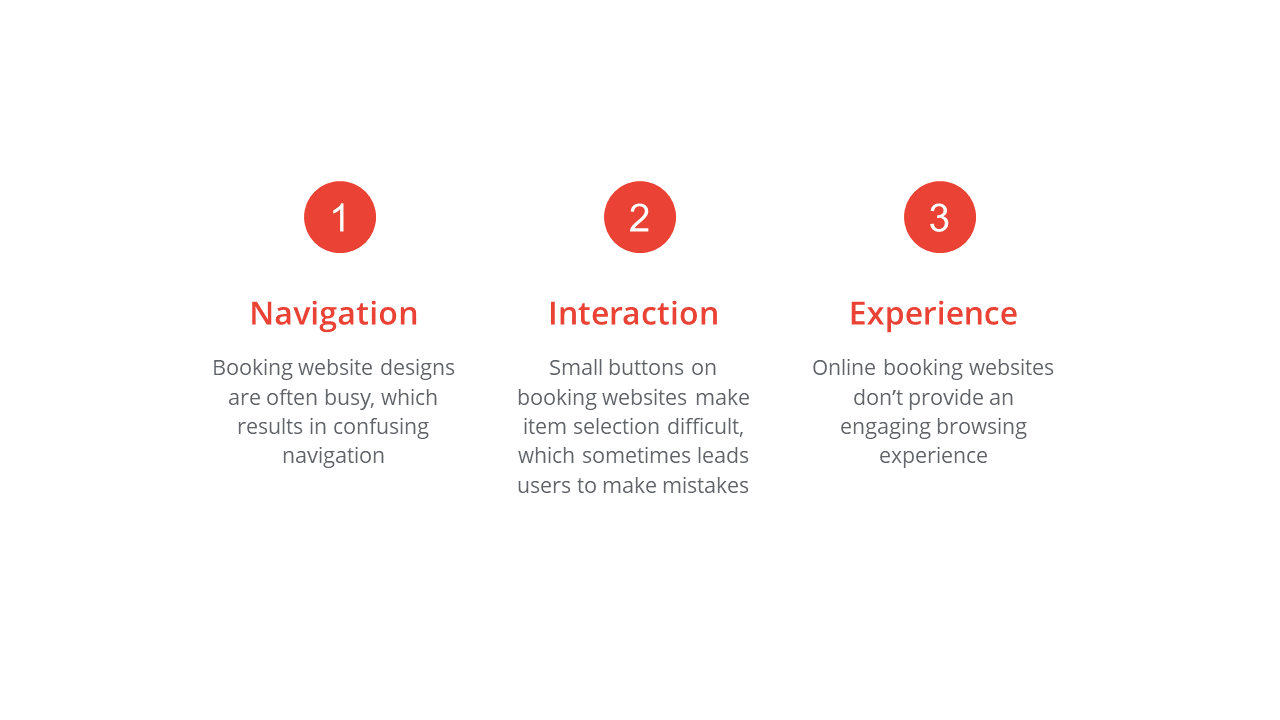 1
Navigation
Booking website designs
are often busy, which
results in confusing
navigation
2
Interaction
Small buttons on
booking websites make
item selection difficult,
which sometimes leads
users to make mistakes
3
Experience
Online booking websites
don’t provide an
engaging browsing
experience